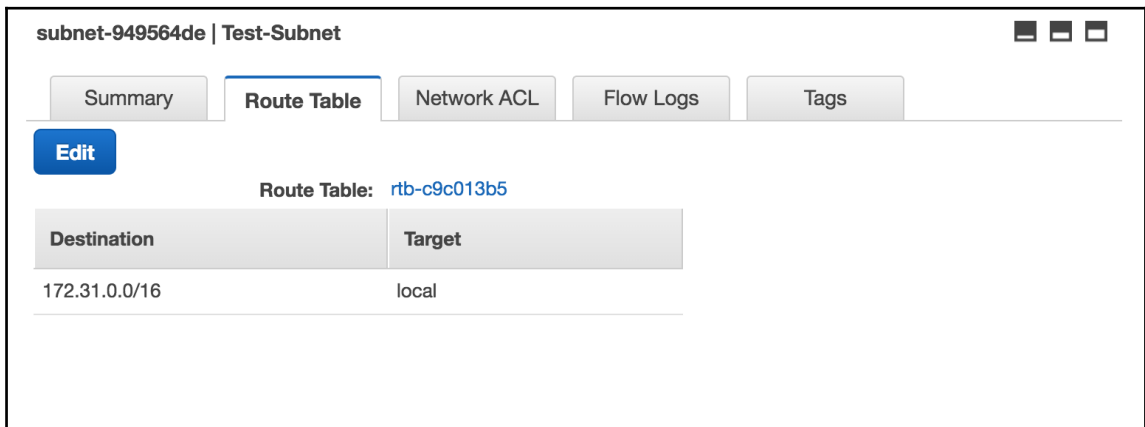 subnet-949564de | Test-Subnet
Summary Route Table Network ACL Flow Logs Tags
Edit
Route Table: rtb-c9c013b5
Destination Target
172.31.0.0/16 local